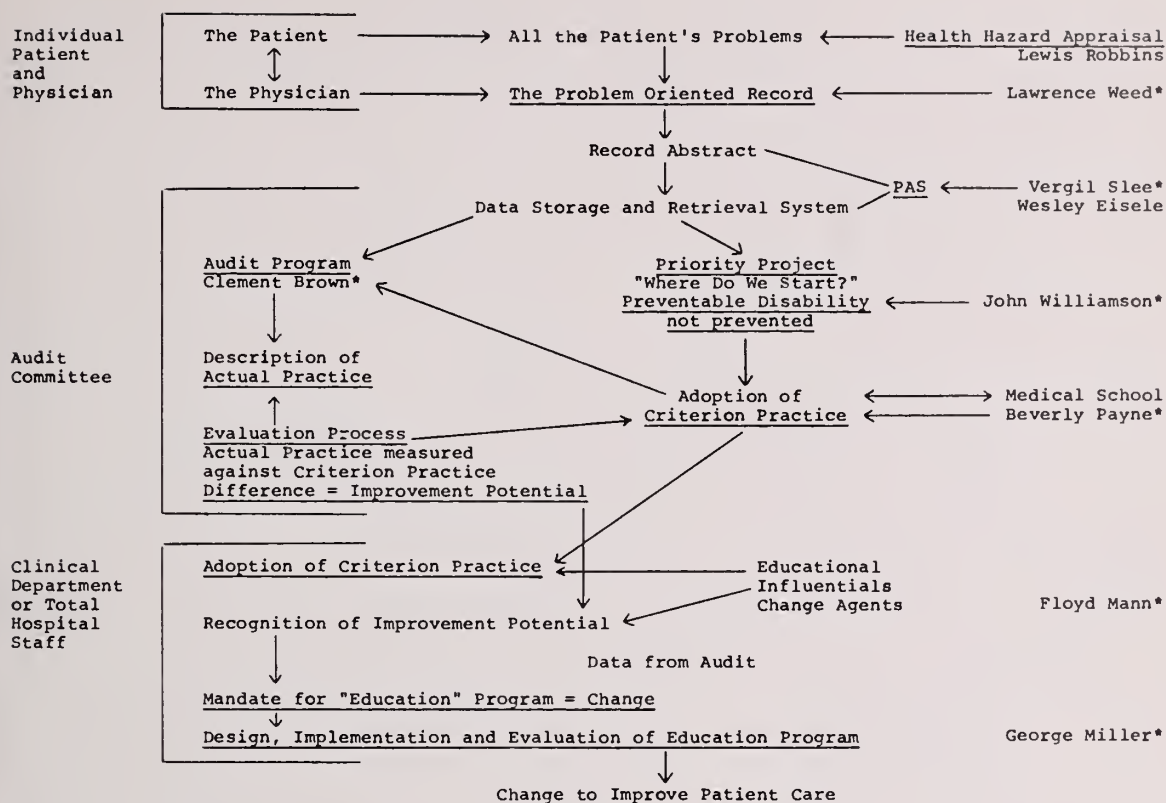 Individual
Patient
and
Physician
The Patient
All the Patient's Problems
Health Hazard Appraisal
Lewis Robbins
The Physician
The Problem Oriented Record
Lawrence Weed*
Record Abstract
PAS
Vergil Slee*
Wesley Eisele
Data Storage and Retrieval System
Audit
Committee
Audit Program
Clement Brown*
Priority Project
"Where Do We Start?"
Preventable Disability
not prevented
John Williamson*
Description of
Actual Practice
Adoption of
Criterion Practice
Medical School
Beverly Payne*
Evaluation Process
Actual Practice measured
against Criterion Practice
Difference = Improvement Potential
Clinical
Department
or Total
Hospital
Staff
Adoption of Criterion Practice
Educational
Influentials
Change Agents
Floyd Mann*
Recognition of Improvement Potential
Data from Audit
Mandate for "Education" Program = Change
Design, Implementation and Evaluation of Education Program
George Miller*
Change to Improve Patient Care